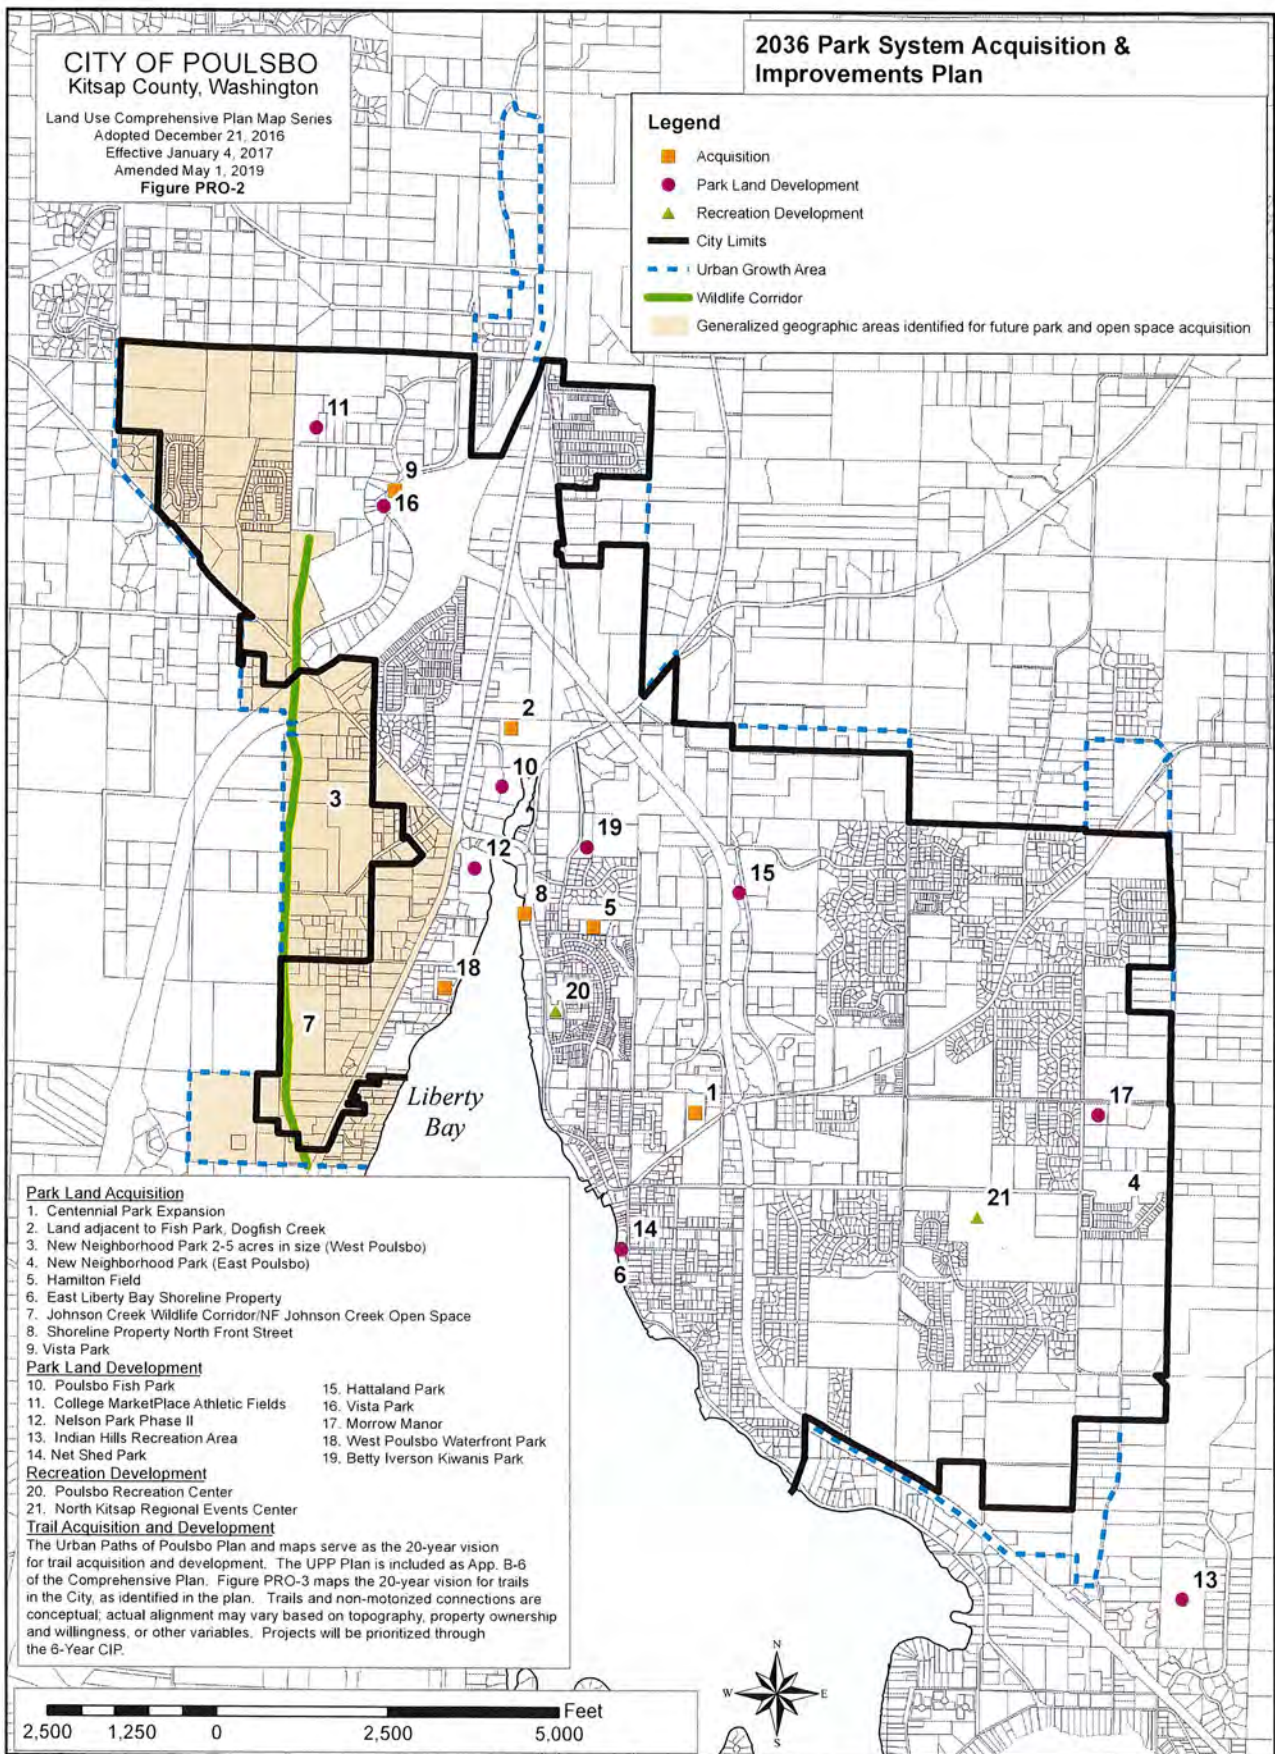 CITY OF POULSBO
Kitsap County, Washington
Land Use Comprehensive Plan Map Series
Adopted December 21, 2016
Effective January 4, 2017
Amended May 1, 2019
Figure PRO-2
2036 Park System Acquisition &
Improvements Plan
Legend
Acquisition
Park Land Development
Recreation Development
City Limits
Urban Growth Area
Wildlife Corridor
Generalized geographic areas identified for future park and open space acquisition
11
9
16
2
10
3
19
12
15
8
5
18
20
7
Liberty
Bay
1
17
4
21
14
6
13
Park Land Acquisition
1. Centennial Park Expansion
2. Land adjacent to Fish Park, Dogfish Creek
3. New Neighborhood Park 2-5 acres in size (West Poulsbo)
4. New Neighborhood Park (East Poulsbo)
5. Hamilton Field
6. East Liberty Bay Shoreline Property
7. Johnson Creek Wildlife Corridor/NF Johnson Creek Open Space
8. Shoreline Property North Front Street
9. Vista Park
Park Land Development
10. Poulsbo Fish Park
11. College MarketPlace Athletic Fields
12. Nelson Park Phase II
13. Indian Hills Recreation Area
14. Net Shed Park
15. Hattaland Park
16. Vista Park
17. Morrow Manor
18. West Poulsbo Waterfront Park
19. Betty Iverson Kiwanis Park
Recreation Development
20. Poulsbo Recreation Center
21. North Kitsap Regional Events Center
Trail Acquisition and Development
The Urban Paths of Poulsbo Plan and maps serve as the 20-year vision
for trail acquisition and development. The UPP Plan is included as App. B-6
of the Comprehensive Plan. Figure PRO-3 maps the 20-year vision for trails
in the City, as identified in the plan. Trails and non-motorized connections are
conceptual; actual alignment may vary based on topography, property ownership
and willingness, or other variables. Projects will be prioritized through
the 6-Year CIP.
N
W
E
S
Feet
2,500
1,250
0
2,500
5,000